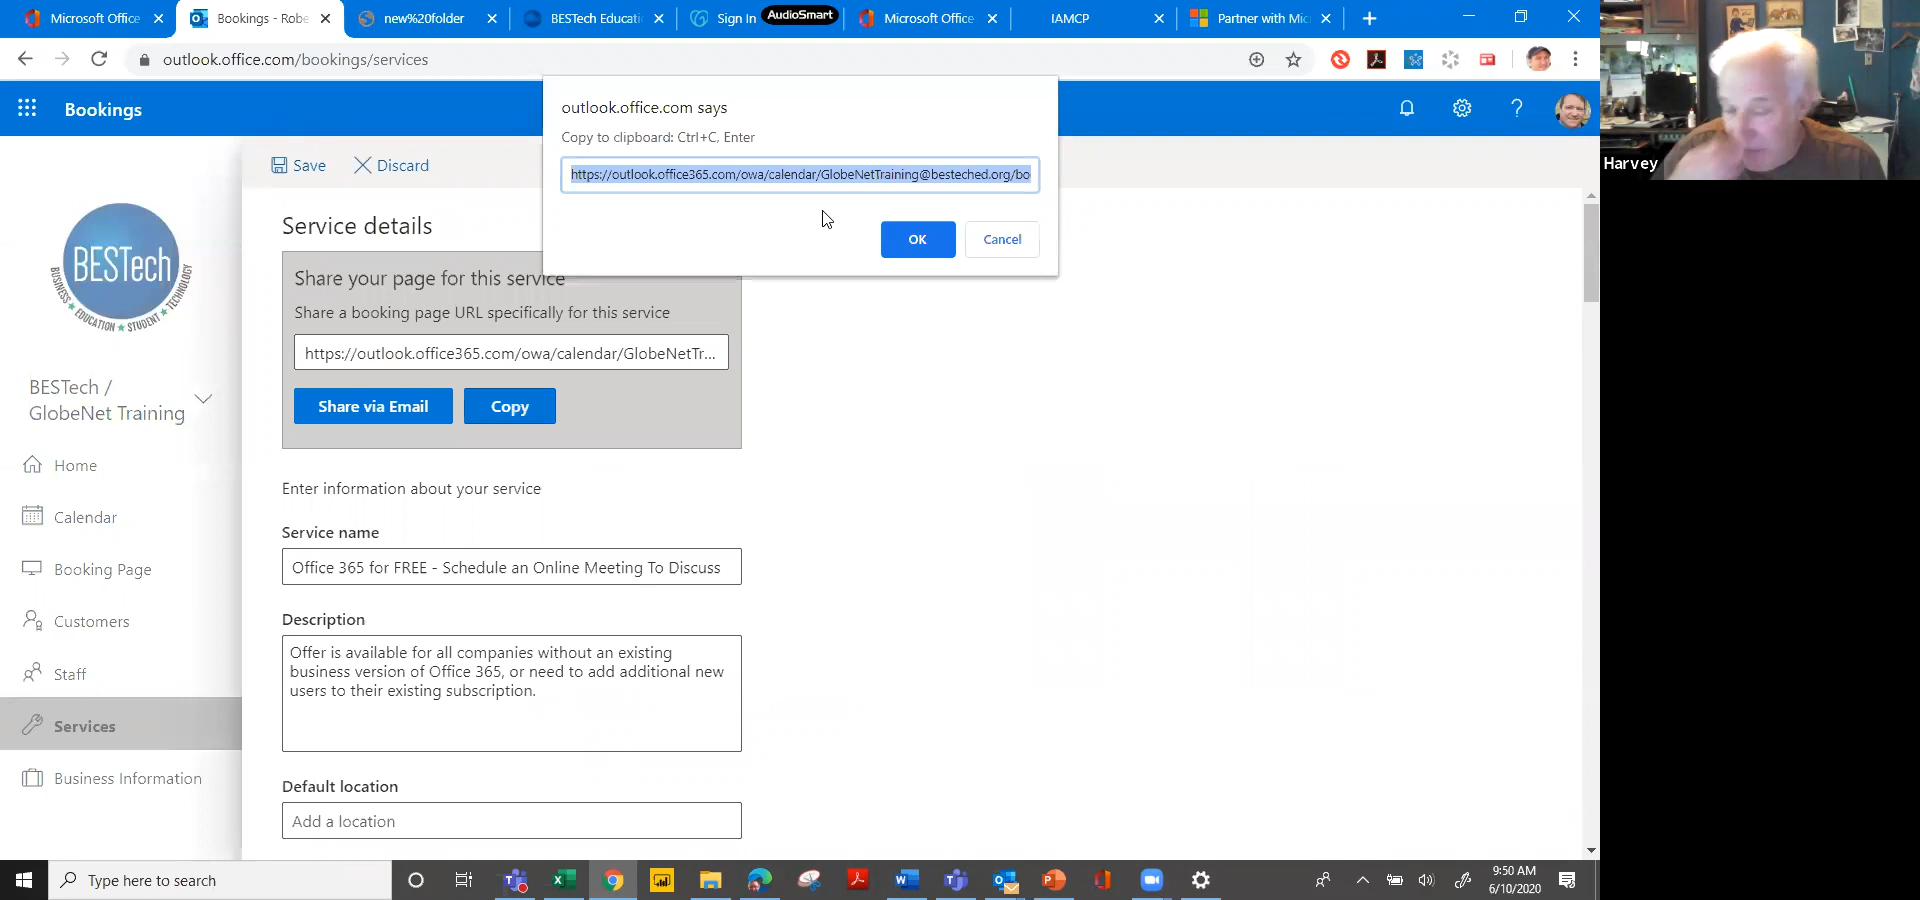 Microsoft Office
Bookings - Robe
new%20folder
BESTech Educati
Sign In
AudioSmart
Microsoft Office
IAMCP
Partner with Mic
outlook.office.com/bookings/services
Bookings
outlook.office.com says
Copy to clipboard: Ctrl+C, Enter
https://outlook.office365.com/owa/calendar/GlobeNetTraining@besteched.org/bo
OK
Cancel
Harvey
Save
Discard
BESTech
BUSINESS ★ EDUCATION ★ STUDENT ★ TECHNOLOGY
BESTech /
GlobeNet Training
Home
Calendar
Booking Page
Customers
Staff
Services
Business Information
Service details
Share your page for this service
Share a booking page URL specifically for this service
https://outlook.office365.com/owa/calendar/GlobeNetTr...
Share via Email
Copy
Enter information about your service
Service name
Office 365 for FREE - Schedule an Online Meeting To Discuss
Description
Offer is available for all companies without an existing
business version of Office 365, or need to add additional new
users to their existing subscription.
Default location
Add a location
Type here to search
9:50 AM
6/10/2020